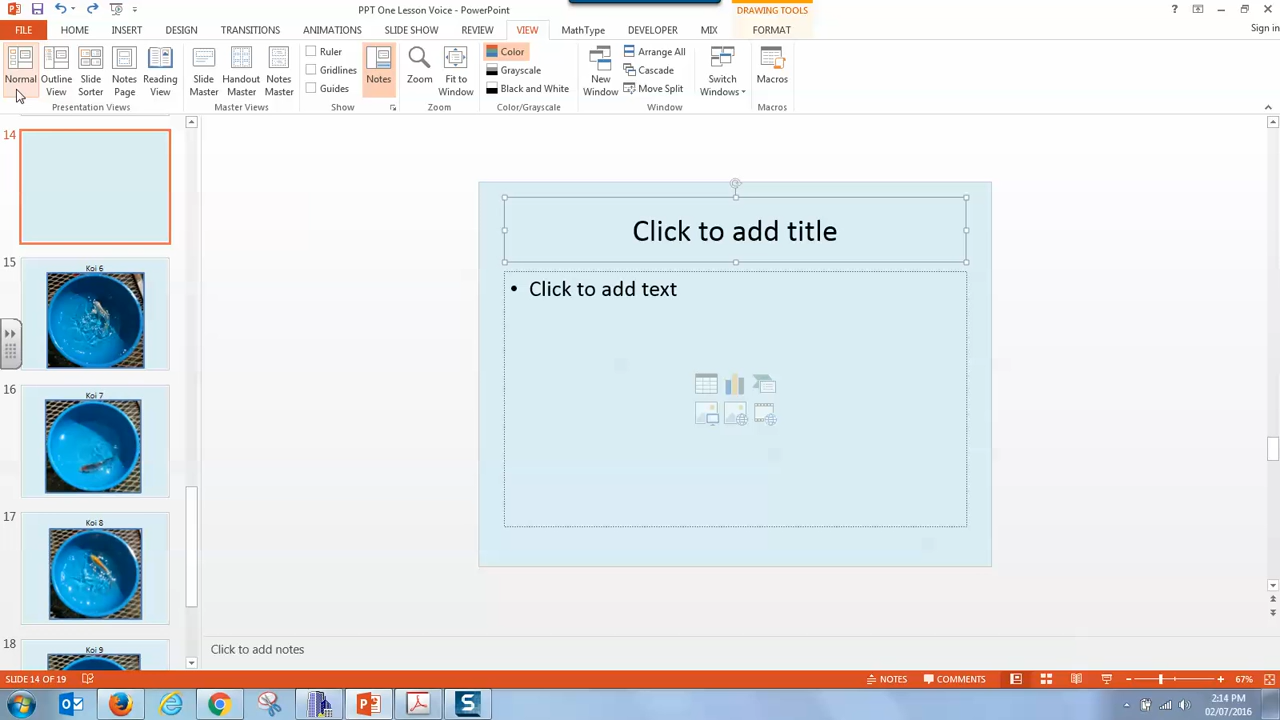 PPT One Lesson Voice - PowerPoint
DRAWING TOOLS
FILE HOME INSERT DESIGN TRANSITIONS ANIMATIONS SLIDE SHOW REVIEW VIEW MathType DEVELOPER MIX FORMAT Sign in
Normal
Outline View
Slide Sorter
Notes Page
Reading View
Presentation Views
Slide Master
Handout Master
Notes Master
Master Views
Ruler
Gridlines
Guides
Show
Notes
Zoom
Fit to Window
Zoom
Color
Grayscale
Black and White
Color/Grayscale
New Window
Arrange All
Cascade
Move Split
Switch Windows
Window
Macros
Macros
14
15
Koi 6
16
Koi 7
17
Koi 8
18
Koi 9
Click to add title
• Click to add text
Click to add notes
SLIDE 14 OF 19
NOTES
COMMENTS
67%
2:14 PM
02/07/2016